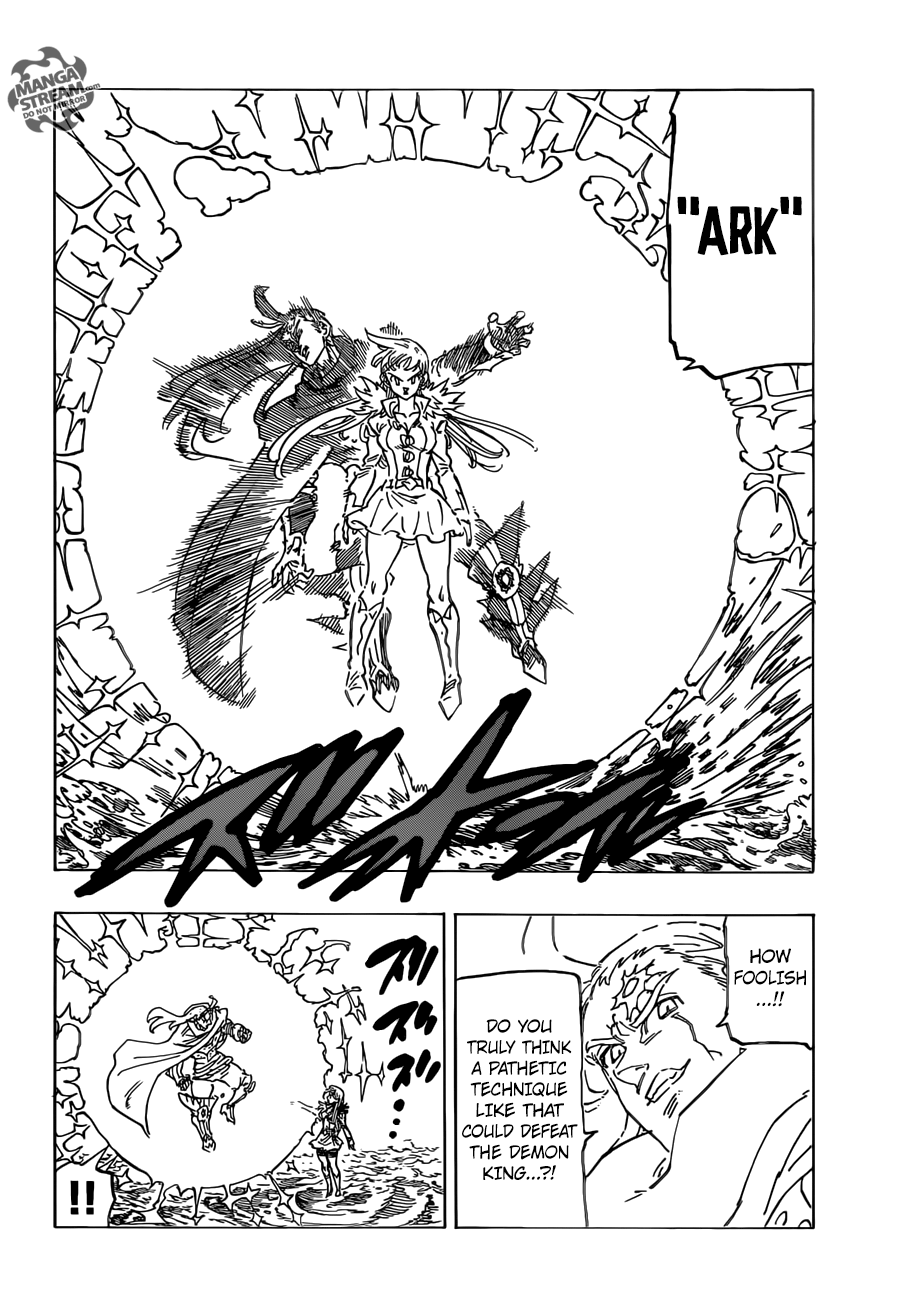 MANGA
STREAM.com
DO NOT MIRROR
"ARK"
HOW
FOOLISH
...!!
DO YOU
TRULY THINK
A PATHETIC
TECHNIQUE
LIKE THAT
COULD DEFEAT
THE DEMON
KING...?!
!!